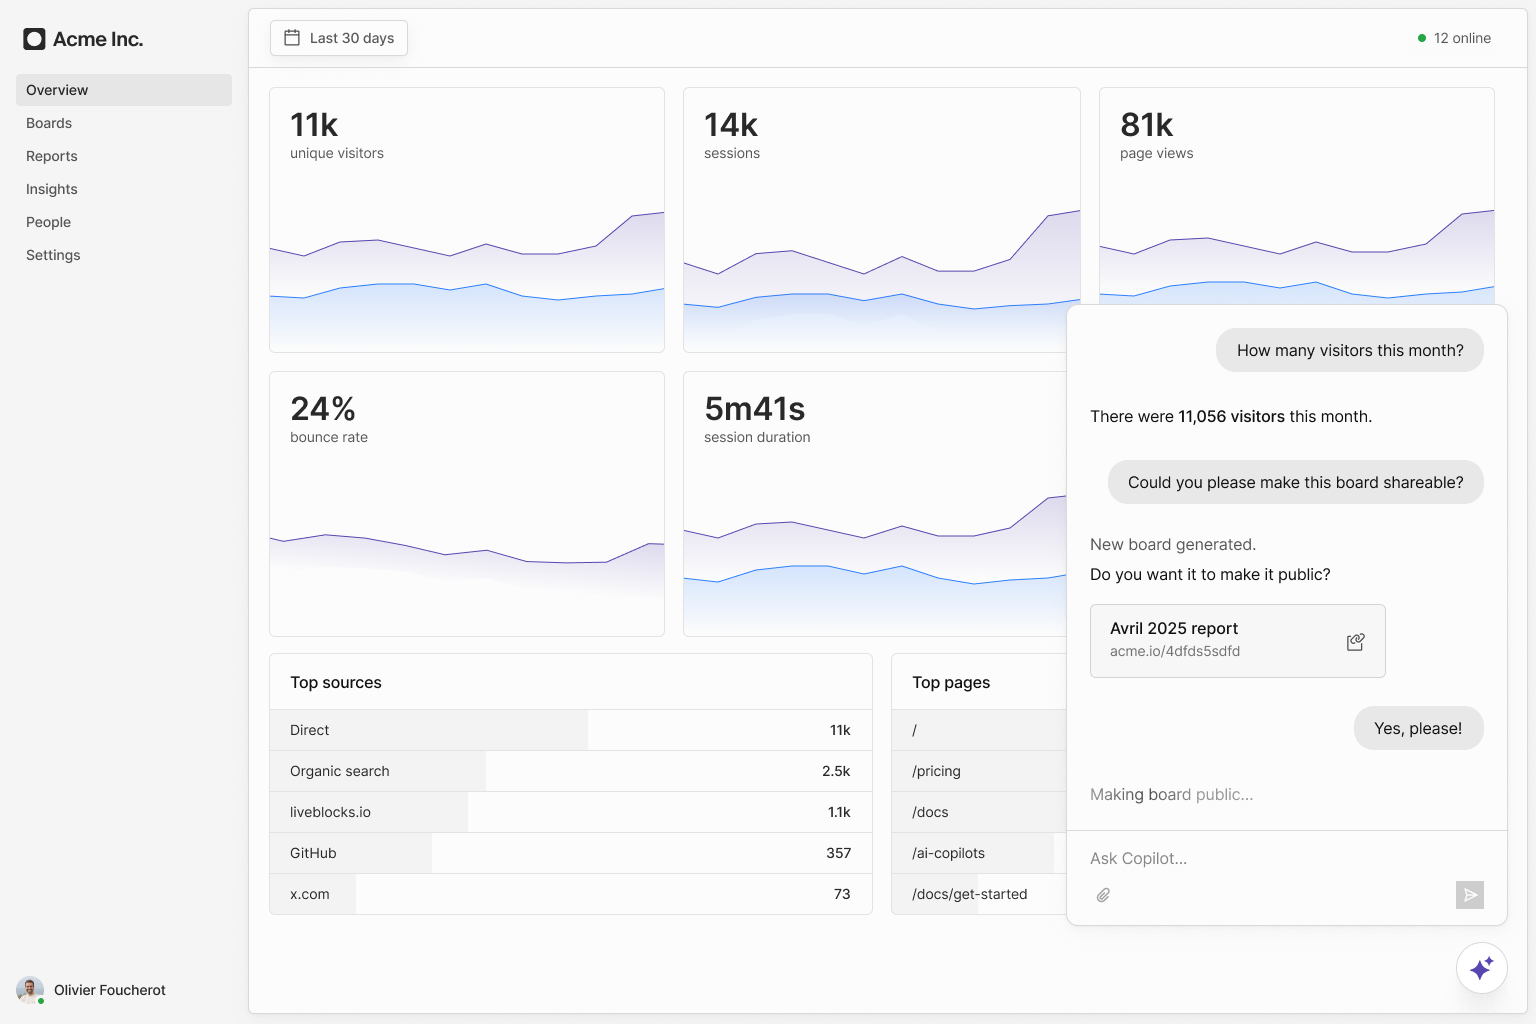 Acme Inc.
Overview
Boards
Reports
Insights
People
Settings
Olivier Foucherot
Last 30 days
12 online
11k
unique visitors
14k
sessions
81k
page views
24%
bounce rate
5m41s
session duration
Top sources
Direct 11k
Organic search 2.5k
liveblocks.io 1.1k
GitHub 357
x.com 73
Top pages
/
/pricing
/docs
/ai-copilots
/docs/get-started
How many visitors this month?
There were 11,056 visitors this month.
Could you please make this board shareable?
New board generated.
Do you want it to make it public?
Avril 2025 report
acme.io/4dfds5sdfd
Yes, please!
Making board public...
Ask Copilot...